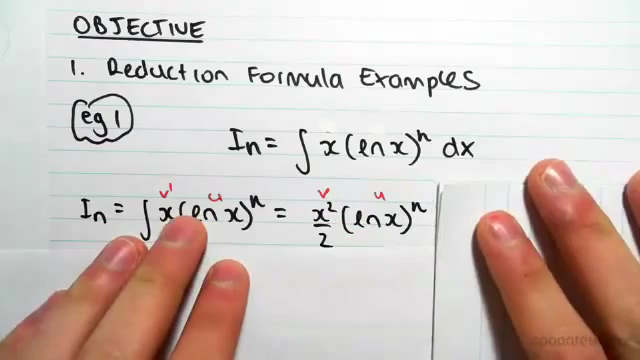 OBJECTIVE
1. Reduction Formula Examples
eg 1
In = ∫ x (ln x)^n dx
v' u v u
In = ∫ x (ln x)^n = x²/2 (ln x)^n